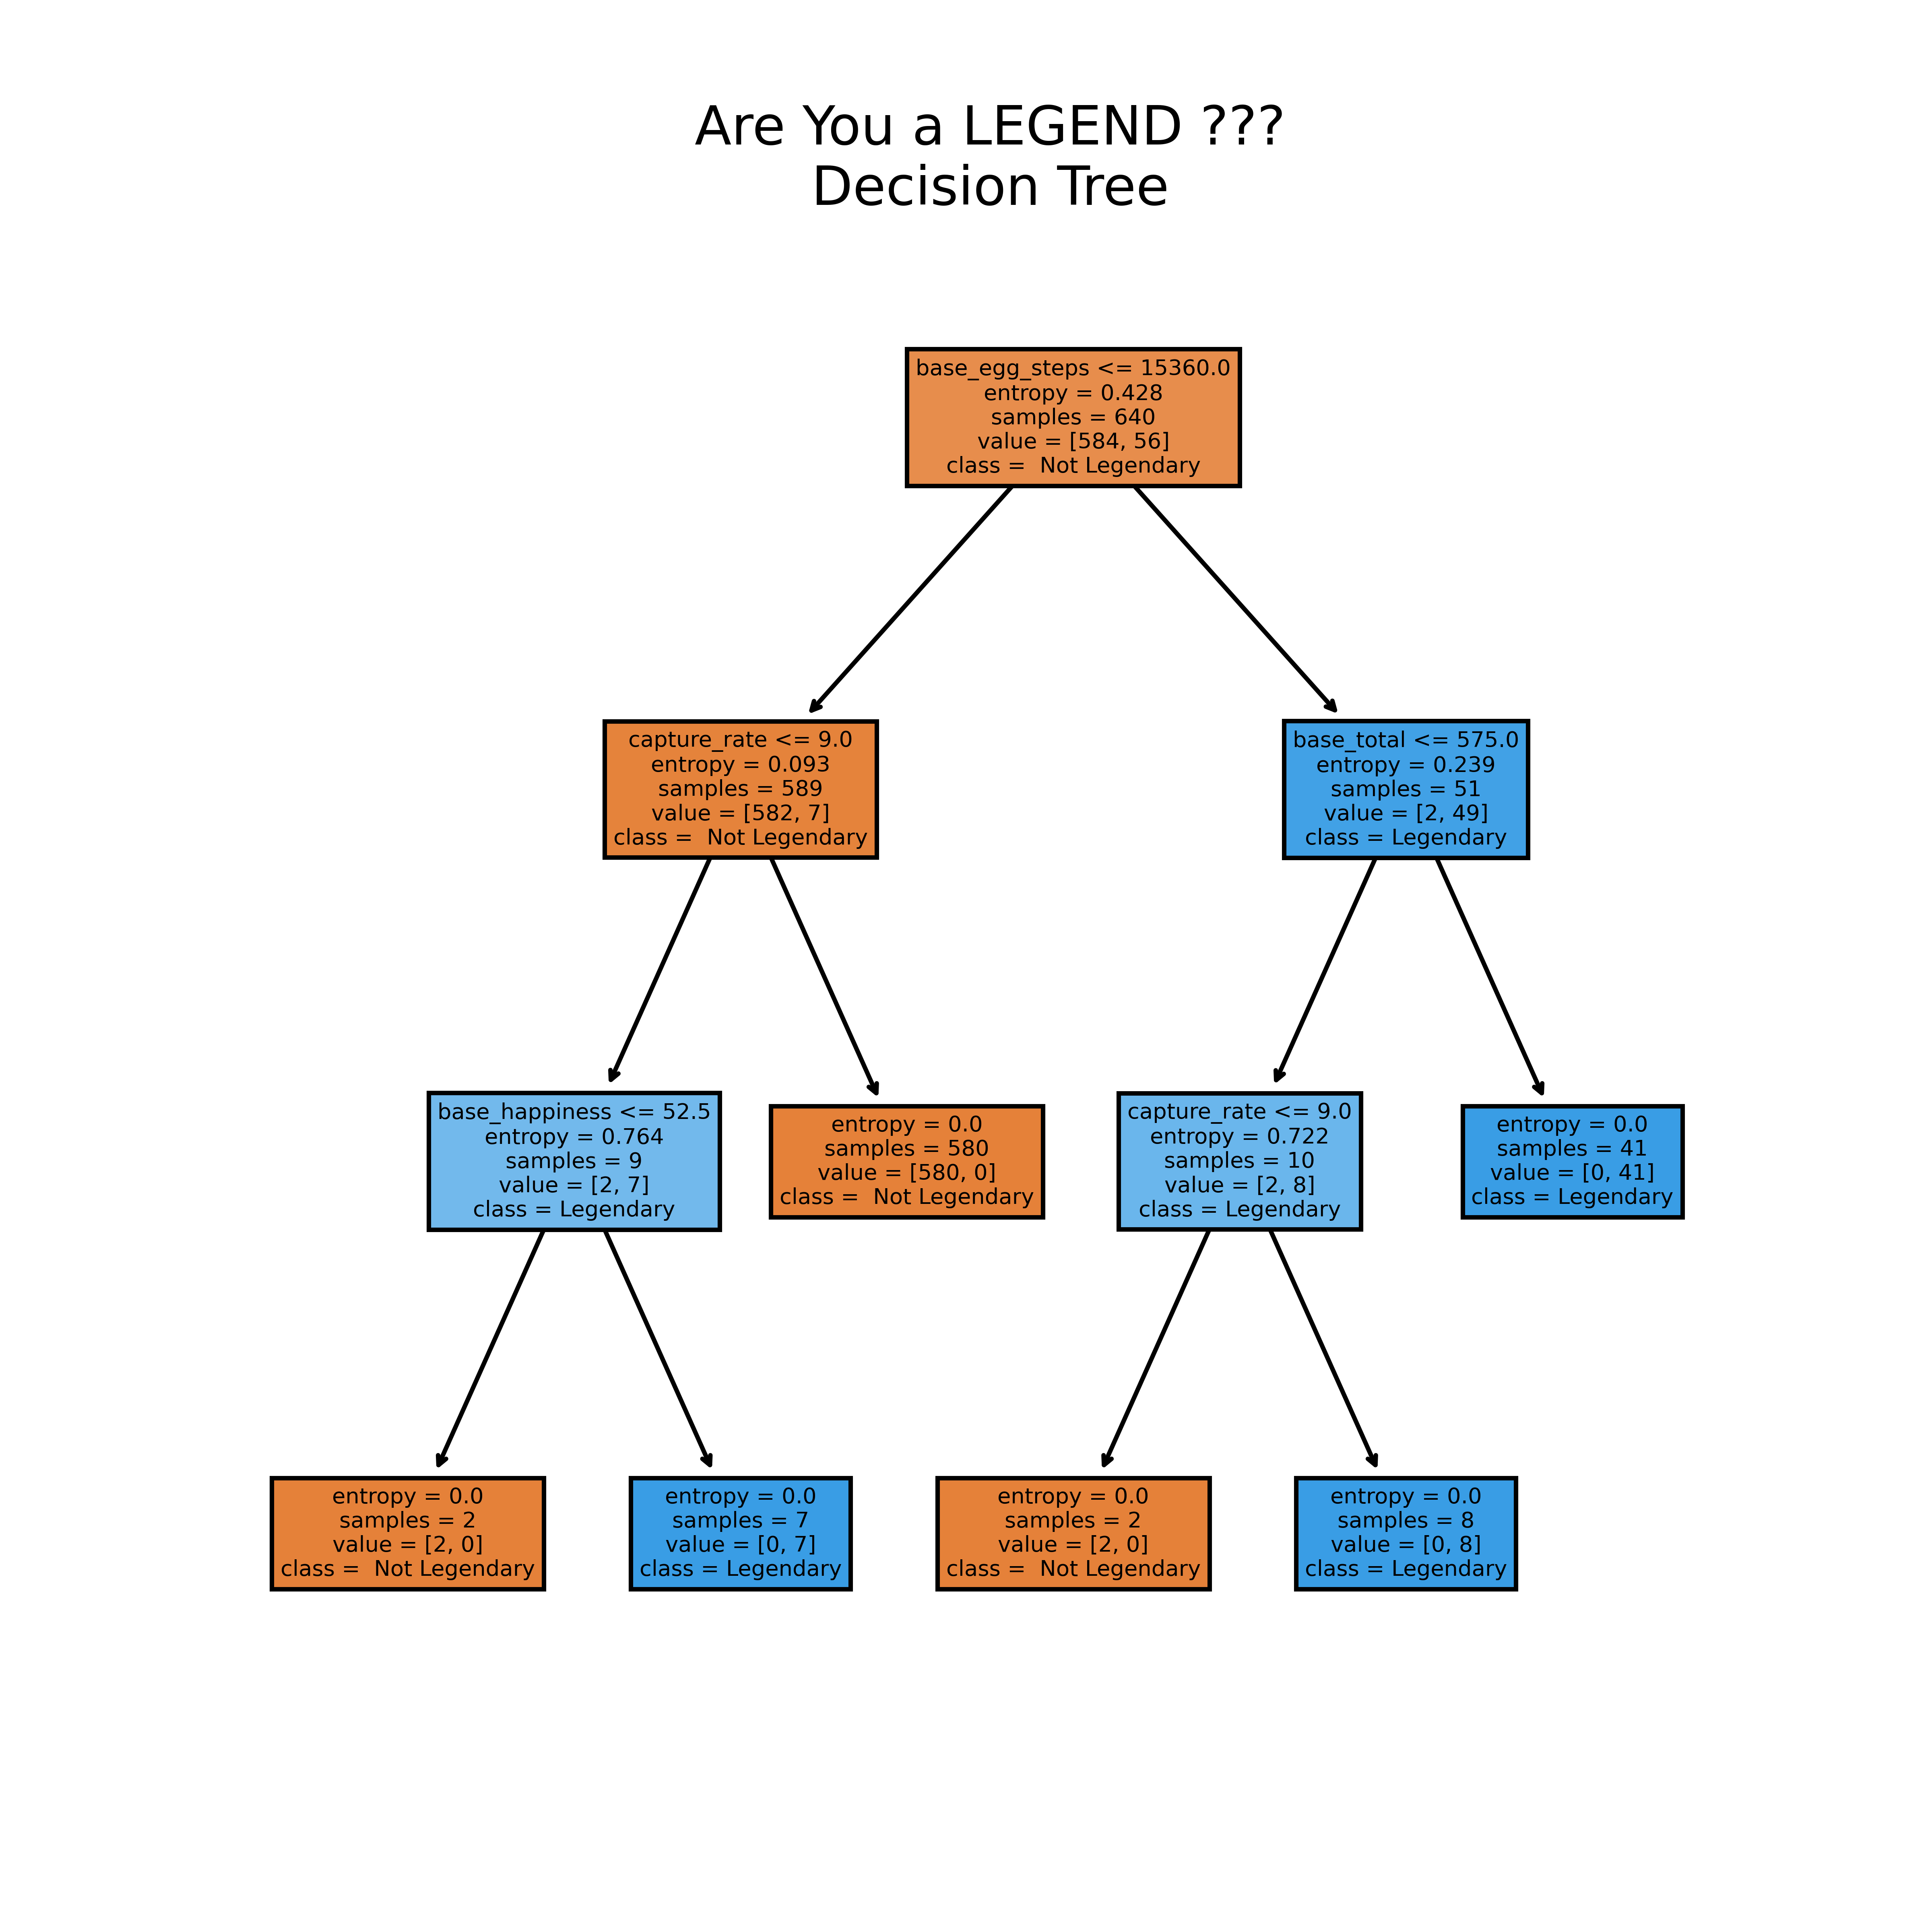 Are You a LEGEND ???
Decision Tree
base_egg_steps <= 15360.0
entropy = 0.428
samples = 640
value = [584, 56]
class =  Not Legendary
capture_rate <= 9.0
entropy = 0.093
samples = 589
value = [582, 7]
class =  Not Legendary
base_total <= 575.0
entropy = 0.239
samples = 51
value = [2, 49]
class = Legendary
base_happiness <= 52.5
entropy = 0.764
samples = 9
value = [2, 7]
class = Legendary
entropy = 0.0
samples = 580
value = [580, 0]
class =  Not Legendary
capture_rate <= 9.0
entropy = 0.722
samples = 10
value = [2, 8]
class = Legendary
entropy = 0.0
samples = 41
value = [0, 41]
class = Legendary
entropy = 0.0
samples = 2
value = [2, 0]
class =  Not Legendary
entropy = 0.0
samples = 7
value = [0, 7]
class = Legendary
entropy = 0.0
samples = 2
value = [2, 0]
class =  Not Legendary
entropy = 0.0
samples = 8
value = [0, 8]
class = Legendary